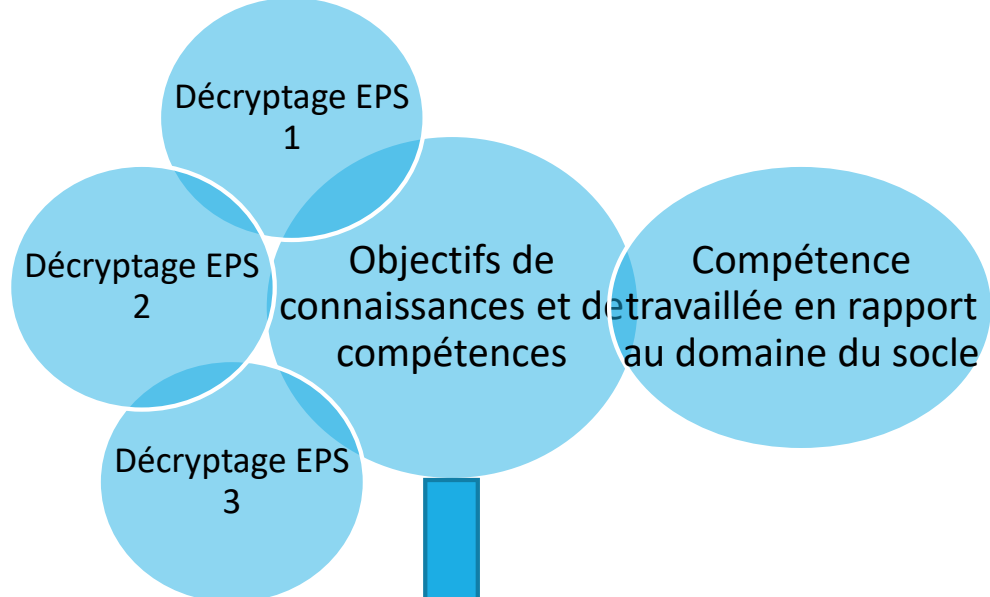 Décryptage EPS
1
Décryptage EPS
2
Décryptage EPS
3
Objectifs de
connaissances et de
compétences
Compétence
travaillée en rapport
au domaine du socle